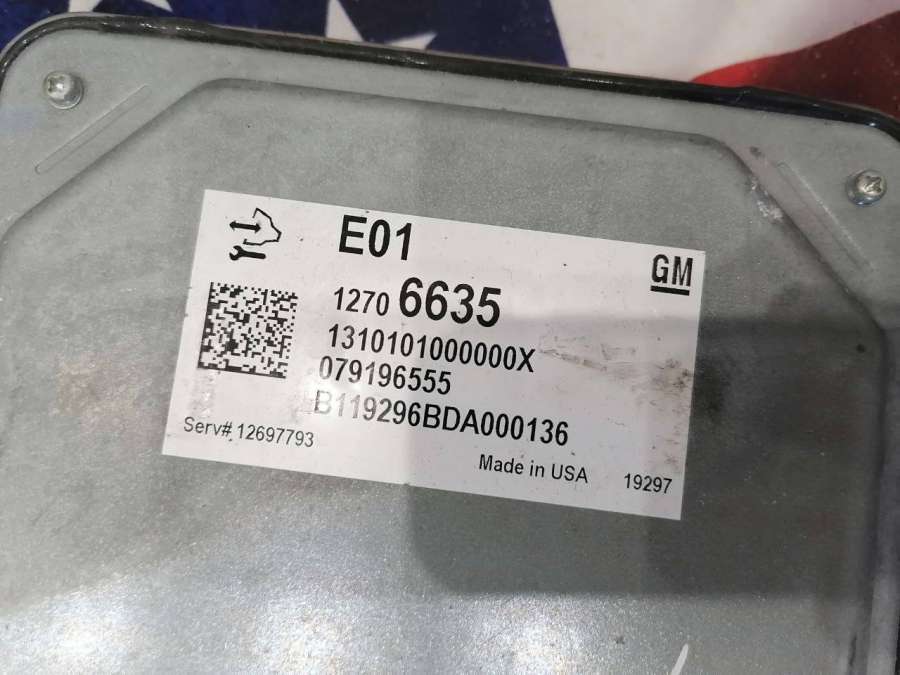 E01
GM
1270 6635
1310101000000X
079196555
B119296BDA000136
Serv# 12697793
Made in USA 19297